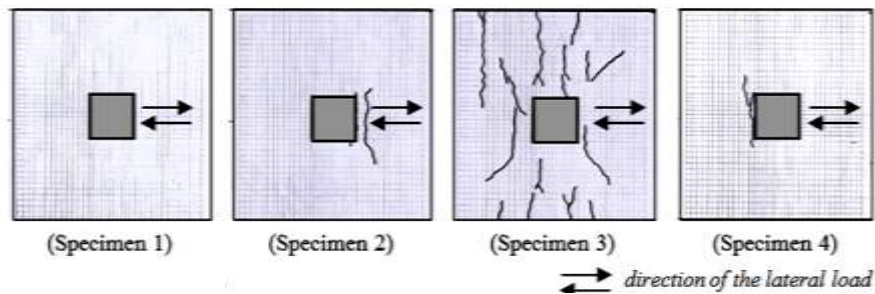 (Specimen 1) (Specimen 2) (Specimen 3) (Specimen 4)
direction of the lateral load